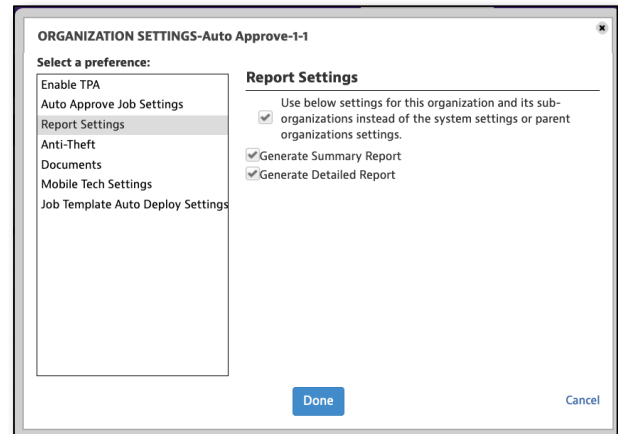 ORGANIZATION SETTINGS-Auto Approve-1-1
Select a preference:
Enable TPA
Auto Approve Job Settings
Report Settings
Anti-Theft
Documents
Mobile Tech Settings
Job Template Auto Deploy Settings
Report Settings
Use below settings for this organization and its sub-
organizations instead of the system settings or parent
organizations settings.
Generate Summary Report
Generate Detailed Report
Done
Cancel